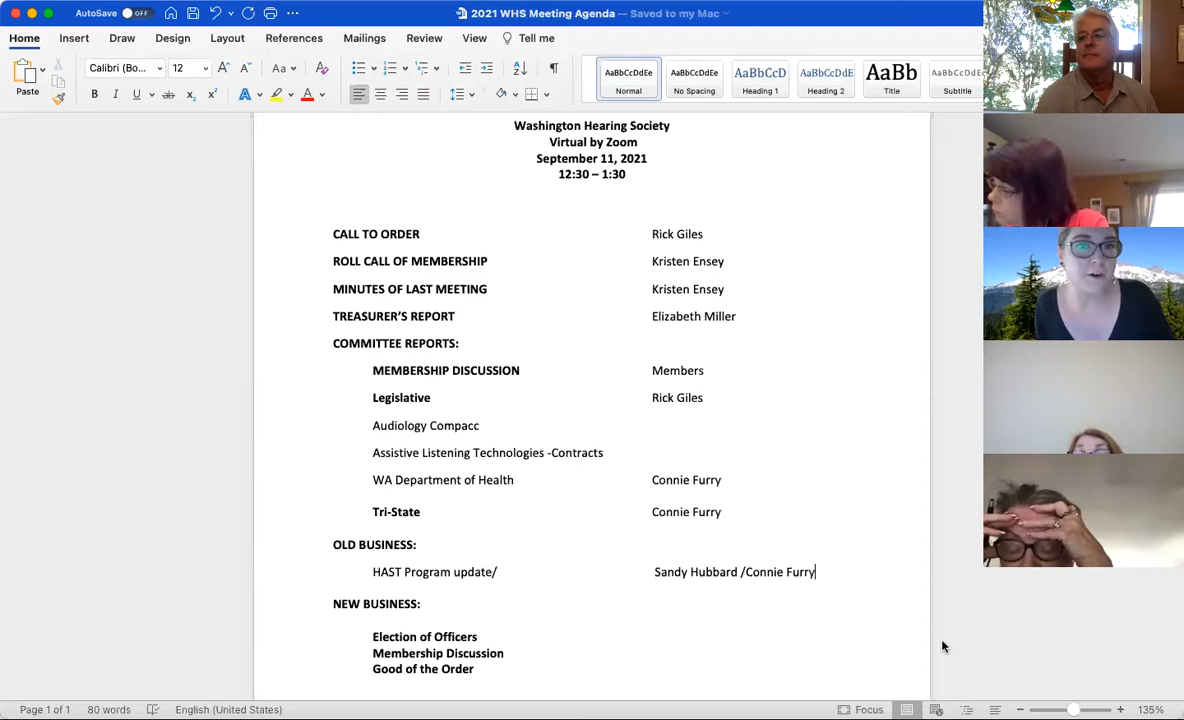 AutoSave OFF 2021 WHS Meeting Agenda — Saved to my Mac
Home Insert Draw Design Layout References Mailings Review View Tell me
Paste Calibri (Bo... 12 Aa AaBbCcDdEe AaBbCcDdEe AaBbCcD AaBbCcDdE AaBb AaBbCcDdEe
B I U ab x₂ x² A A Normal No Spacing Heading 1 Heading 2 Title Subtitle
Washington Hearing Society
Virtual by Zoom
September 11, 2021
12:30 – 1:30
CALL TO ORDER Rick Giles
ROLL CALL OF MEMBERSHIP Kristen Ensey
MINUTES OF LAST MEETING Kristen Ensey
TREASURER'S REPORT Elizabeth Miller
COMMITTEE REPORTS:
MEMBERSHIP DISCUSSION Members
Legislative Rick Giles
Audiology Compacc
Assistive Listening Technologies -Contracts
WA Department of Health Connie Furry
Tri-State Connie Furry
OLD BUSINESS:
HAST Program update/ Sandy Hubbard /Connie Furry
NEW BUSINESS:
Election of Officers
Membership Discussion
Good of the Order
Page 1 of 1 80 words English (United States) Focus 135%